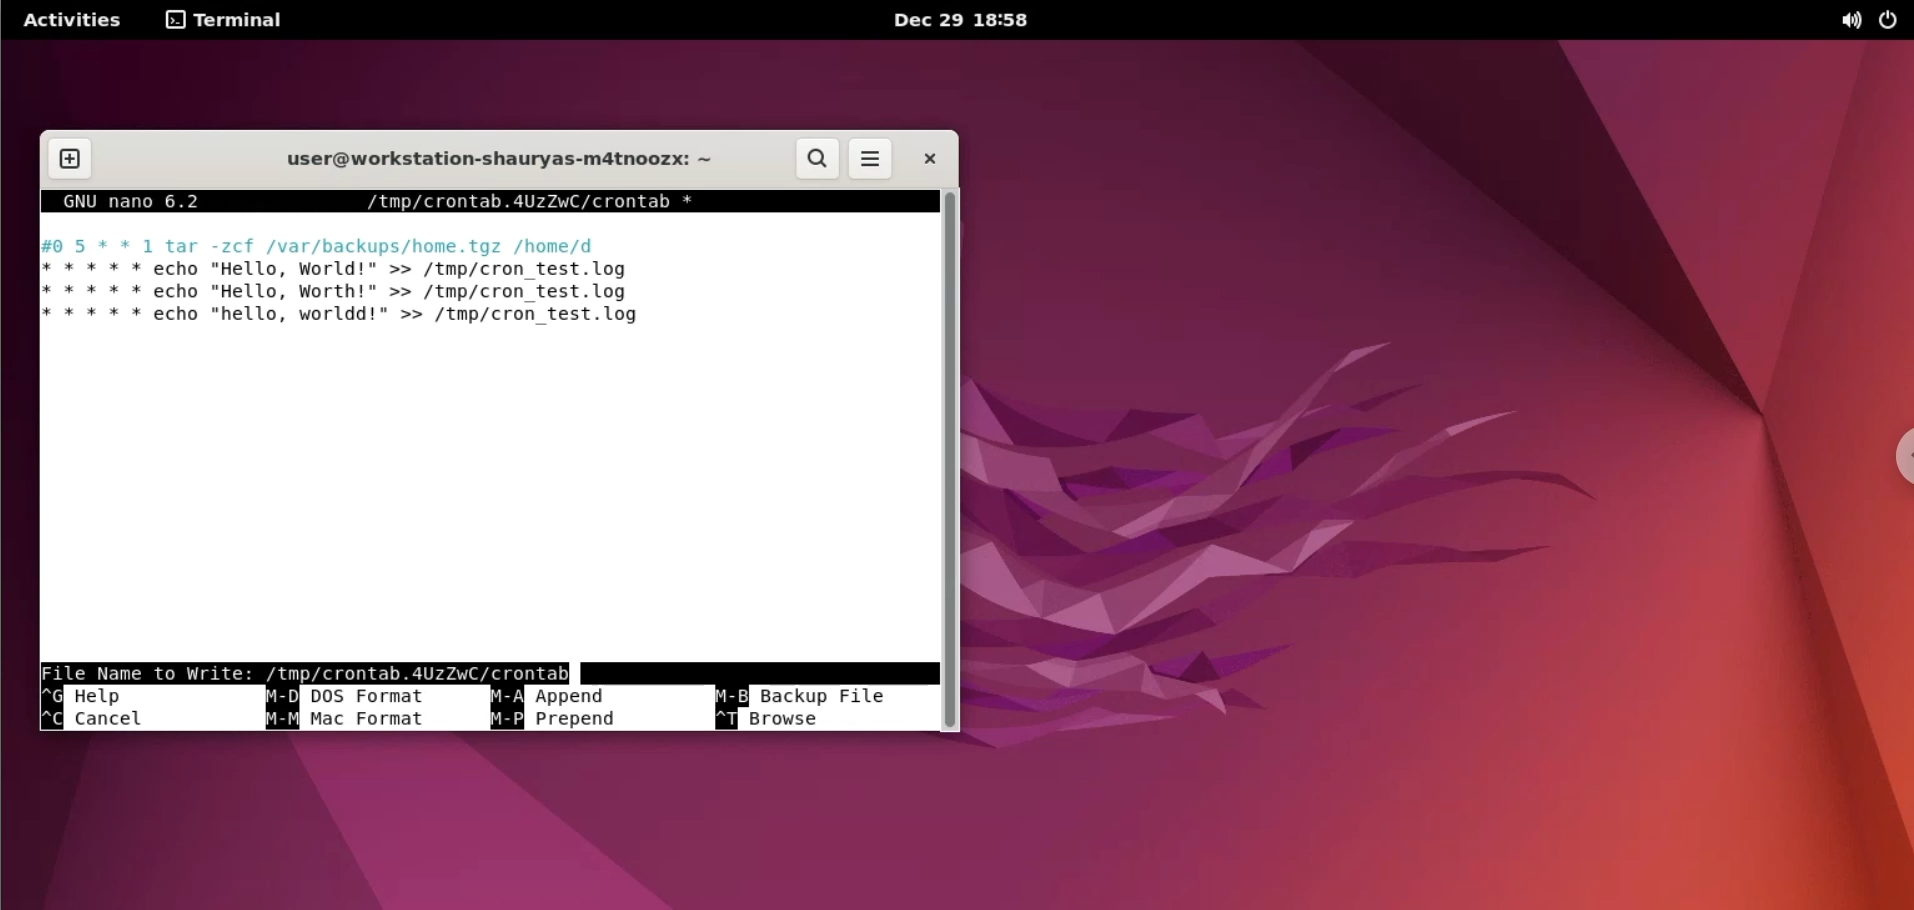 Activities Terminal Dec 29 18:58
user@workstation-shauryas-m4tnoozx: ~
GNU nano 6.2 /tmp/crontab.4UzZwC/crontab *
#0 5 * * 1 tar -zcf /var/backups/home.tgz /home/d
* * * * * echo "Hello, World!" >> /tmp/cron_test.log
* * * * * echo "Hello, Worth!" >> /tmp/cron_test.log
* * * * * echo "hello, worldd!" >> /tmp/cron_test.log
File Name to Write: /tmp/crontab.4UzZwC/crontab
^G Help M-D DOS Format M-A Append M-B Backup File
^C Cancel M-M Mac Format M-P Prepend ^T Browse